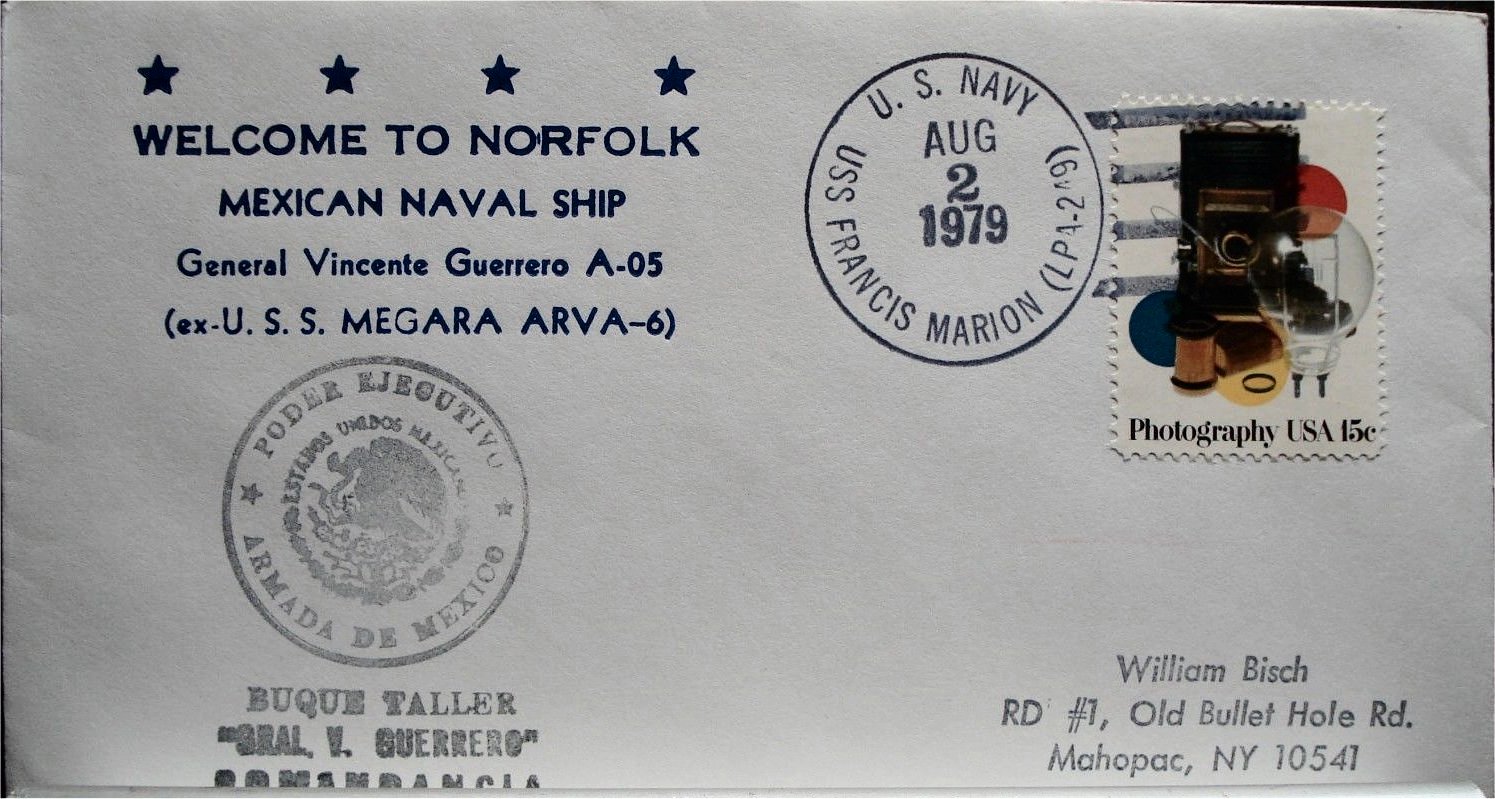 ★ ★ ★ ★
WELCOME TO NORFOLK
MEXICAN NAVAL SHIP
General Vincente Guerrero A-05
(ex-U. S. S. MEGARA ARVA-6)
U. S. NAVY
AUG
2
1979
USS FRANCIS MARION (LPA-249)
Photography USA 15c
PODER EJECUTIVO
ESTADOS UNIDOS MEXICANOS
ARMADA DE MEXICO
BUQUE TALLER
"GRAL. V. GUERRERO"
COMANDANCIA
William Bisch
RD #1, Old Bullet Hole Rd.
Mahopac, NY 10541